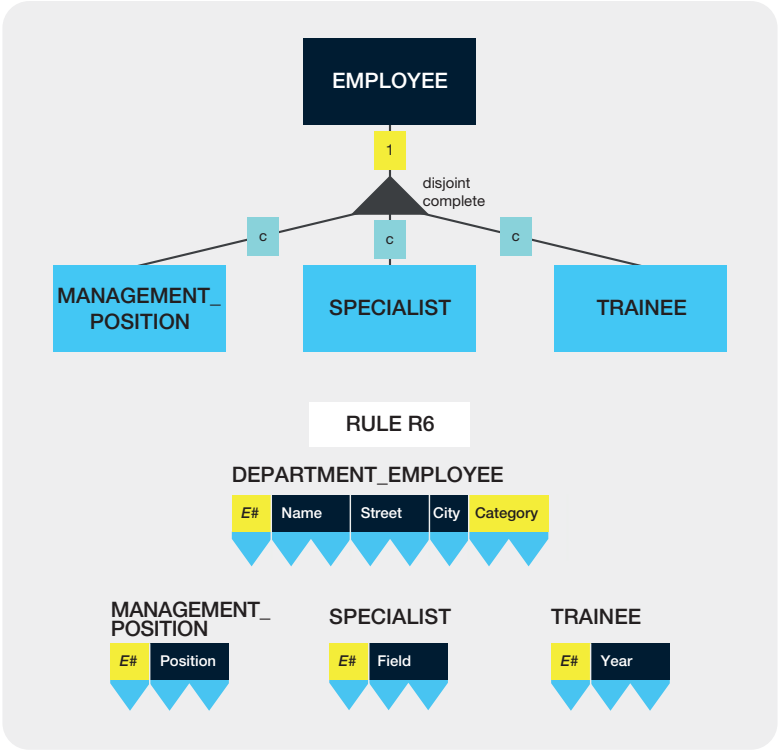 EMPLOYEE
1
disjoint
complete
c
c
c
MANAGEMENT_
POSITION
SPECIALIST
TRAINEE
RULE R6
DEPARTMENT_EMPLOYEE
E# Name Street City Category
MANAGEMENT_
POSITION
SPECIALIST
TRAINEE
E# Position
E# Field
E# Year